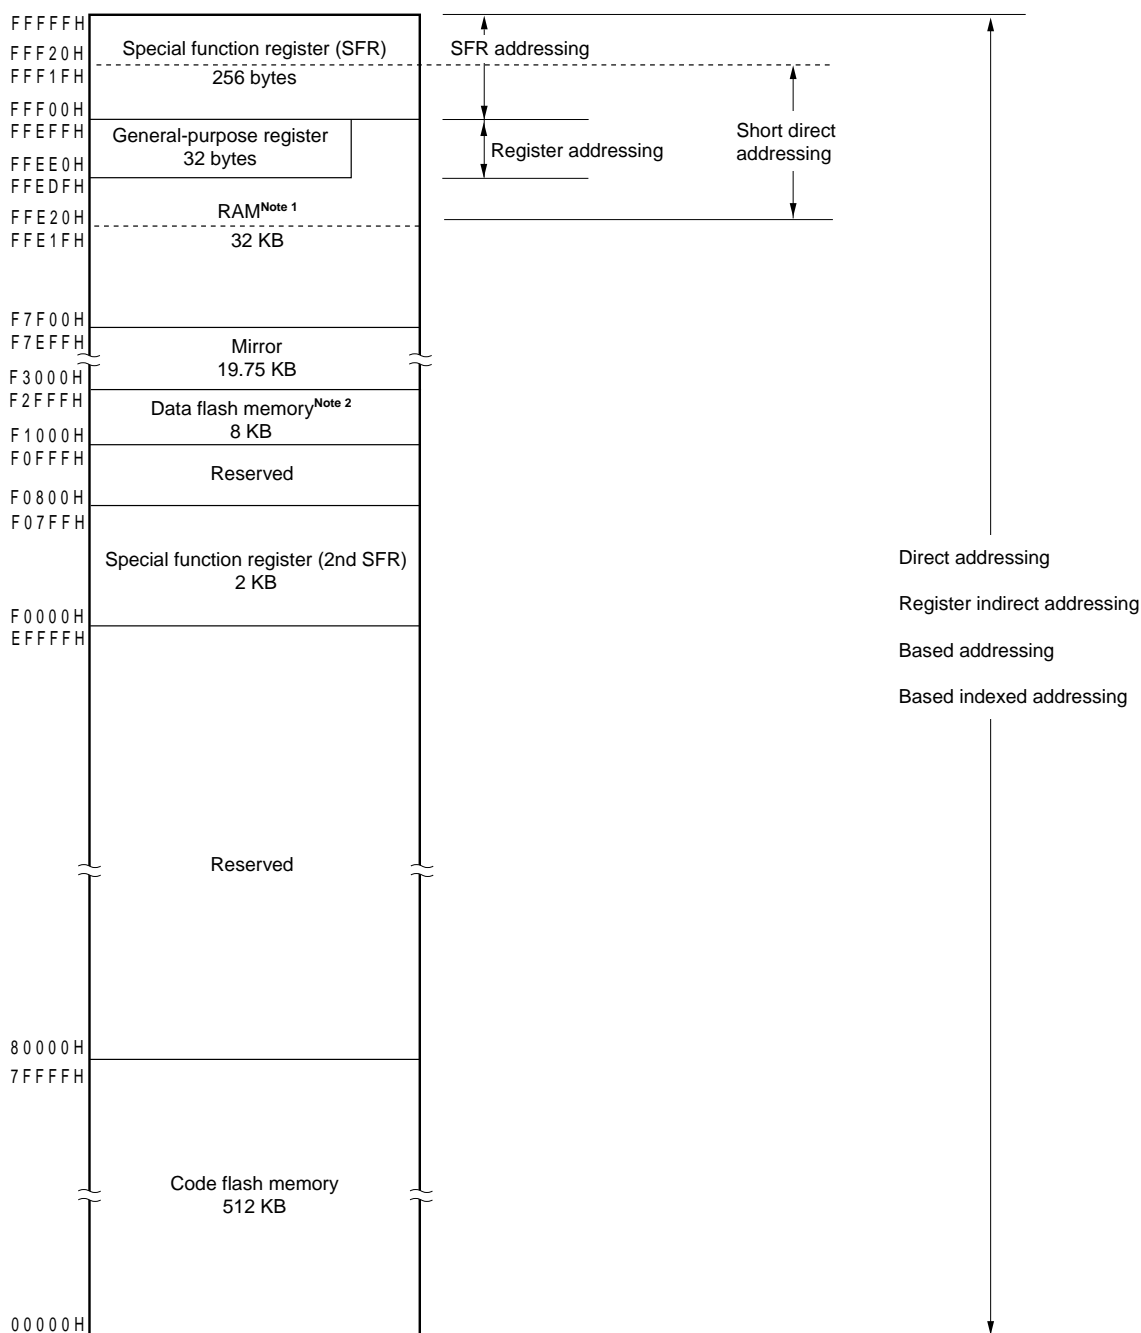 FFFFFH
FFF20H
FFF1FH
FFF00H
FFEFFH
FFEE0H
FFEDFH
FFE20H
FFE1FH
F7F00H
F7EFFH
F3000H
F2FFFH
F1000H
F0FFFH
F0800H
F07FFH
F0000H
EFFFFH
80000H
7FFFFH
00000H
Special function register (SFR)
256 bytes
General-purpose register
32 bytes
RAMNote 1
32 KB
Mirror
19.75 KB
Data flash memoryNote 2
8 KB
Reserved
Special function register (2nd SFR)
2 KB
Reserved
Code flash memory
512 KB
SFR addressing
Register addressing
Short direct
addressing
Direct addressing
Register indirect addressing
Based addressing
Based indexed addressing